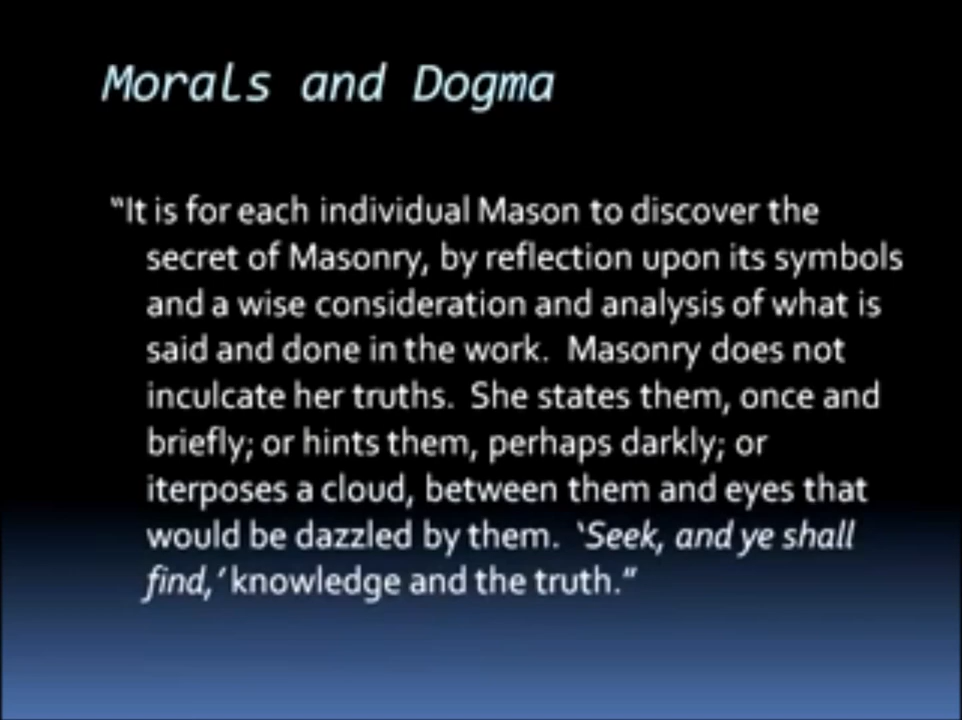 Morals and Dogma
“It is for each individual Mason to discover the
secret of Masonry, by reflection upon its symbols
and a wise consideration and analysis of what is
said and done in the work.  Masonry does not
inculcate her truths.  She states them, once and
briefly; or hints them, perhaps darkly; or
iterposes a cloud, between them and eyes that
would be dazzled by them.  ‘Seek, and ye shall
find,’ knowledge and the truth.”